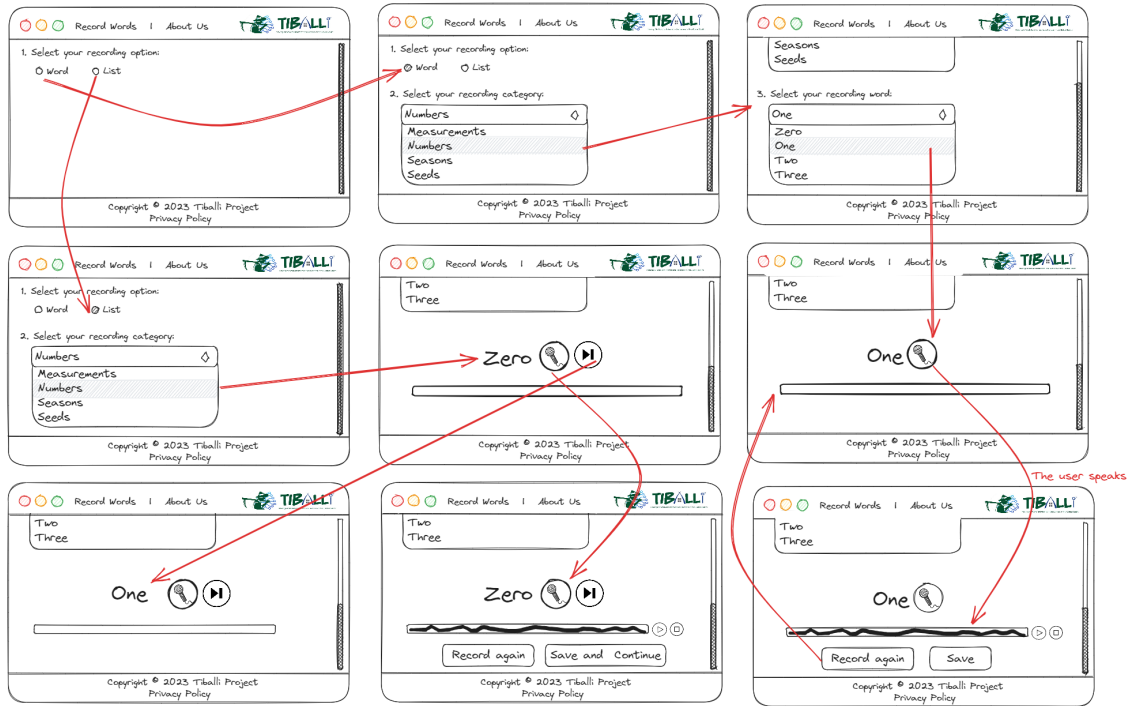 Record Words | About Us TIBALLi
1. Select your recording option:
Word List
Copyright © 2023 Tiballi Project
Privacy Policy
Record Words | About Us TIBALLi
1. Select your recording option:
Word List
2. Select your recording category:
Numbers
Measurements
Numbers
Seasons
Seeds
Copyright © 2023 Tiballi Project
Privacy Policy
Record Words | About Us TIBALLi
Seasons
Seeds
3. Select your recording word:
One
Zero
One
Two
Three
Copyright © 2023 Tiballi Project
Privacy Policy
Record Words | About Us TIBALLi
1. Select your recording option:
Word List
2. Select your recording category:
Numbers
Measurements
Numbers
Seasons
Seeds
Copyright © 2023 Tiballi Project
Privacy Policy
Record Words | About Us TIBALLi
Two
Three
Zero
Copyright © 2023 Tiballi Project
Privacy Policy
Record Words | About Us TIBALLi
Two
Three
One
Copyright © 2023 Tiballi Project
Privacy Policy
The user speaks
Record Words | About Us TIBALLi
Two
Three
One
Copyright © 2023 Tiballi Project
Privacy Policy
Record Words | About Us TIBALLi
Two
Three
Zero
Record again Save and Continue
Copyright © 2023 Tiballi Project
Privacy Policy
Record Words | About Us TIBALLi
Two
Three
One
Record again Save
Copyright © 2023 Tiballi Project
Privacy Policy